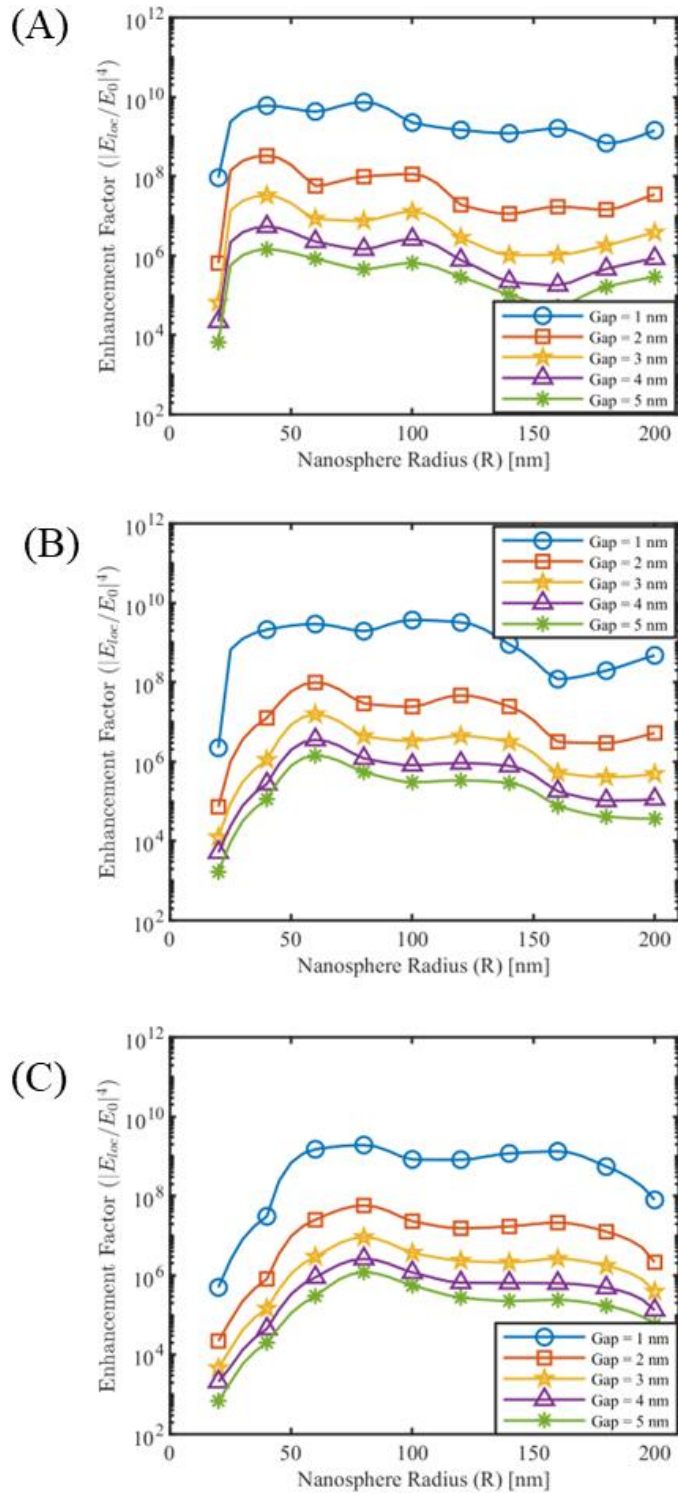 (A)
10^12
10^10
10^8
10^6
10^4
10^2
Enhancement Factor (|E_loc/E_0|^4)
Gap = 1 nm
Gap = 2 nm
Gap = 3 nm
Gap = 4 nm
Gap = 5 nm
0 50 100 150 200
Nanosphere Radius (R) [nm]
(B)
10^12
10^10
10^8
10^6
10^4
10^2
Enhancement Factor (|E_loc/E_0|^4)
Gap = 1 nm
Gap = 2 nm
Gap = 3 nm
Gap = 4 nm
Gap = 5 nm
0 50 100 150 200
Nanosphere Radius (R) [nm]
(C)
10^12
10^10
10^8
10^6
10^4
10^2
Enhancement Factor (|E_loc/E_0|^4)
Gap = 1 nm
Gap = 2 nm
Gap = 3 nm
Gap = 4 nm
Gap = 5 nm
0 50 100 150 200
Nanosphere Radius (R) [nm]